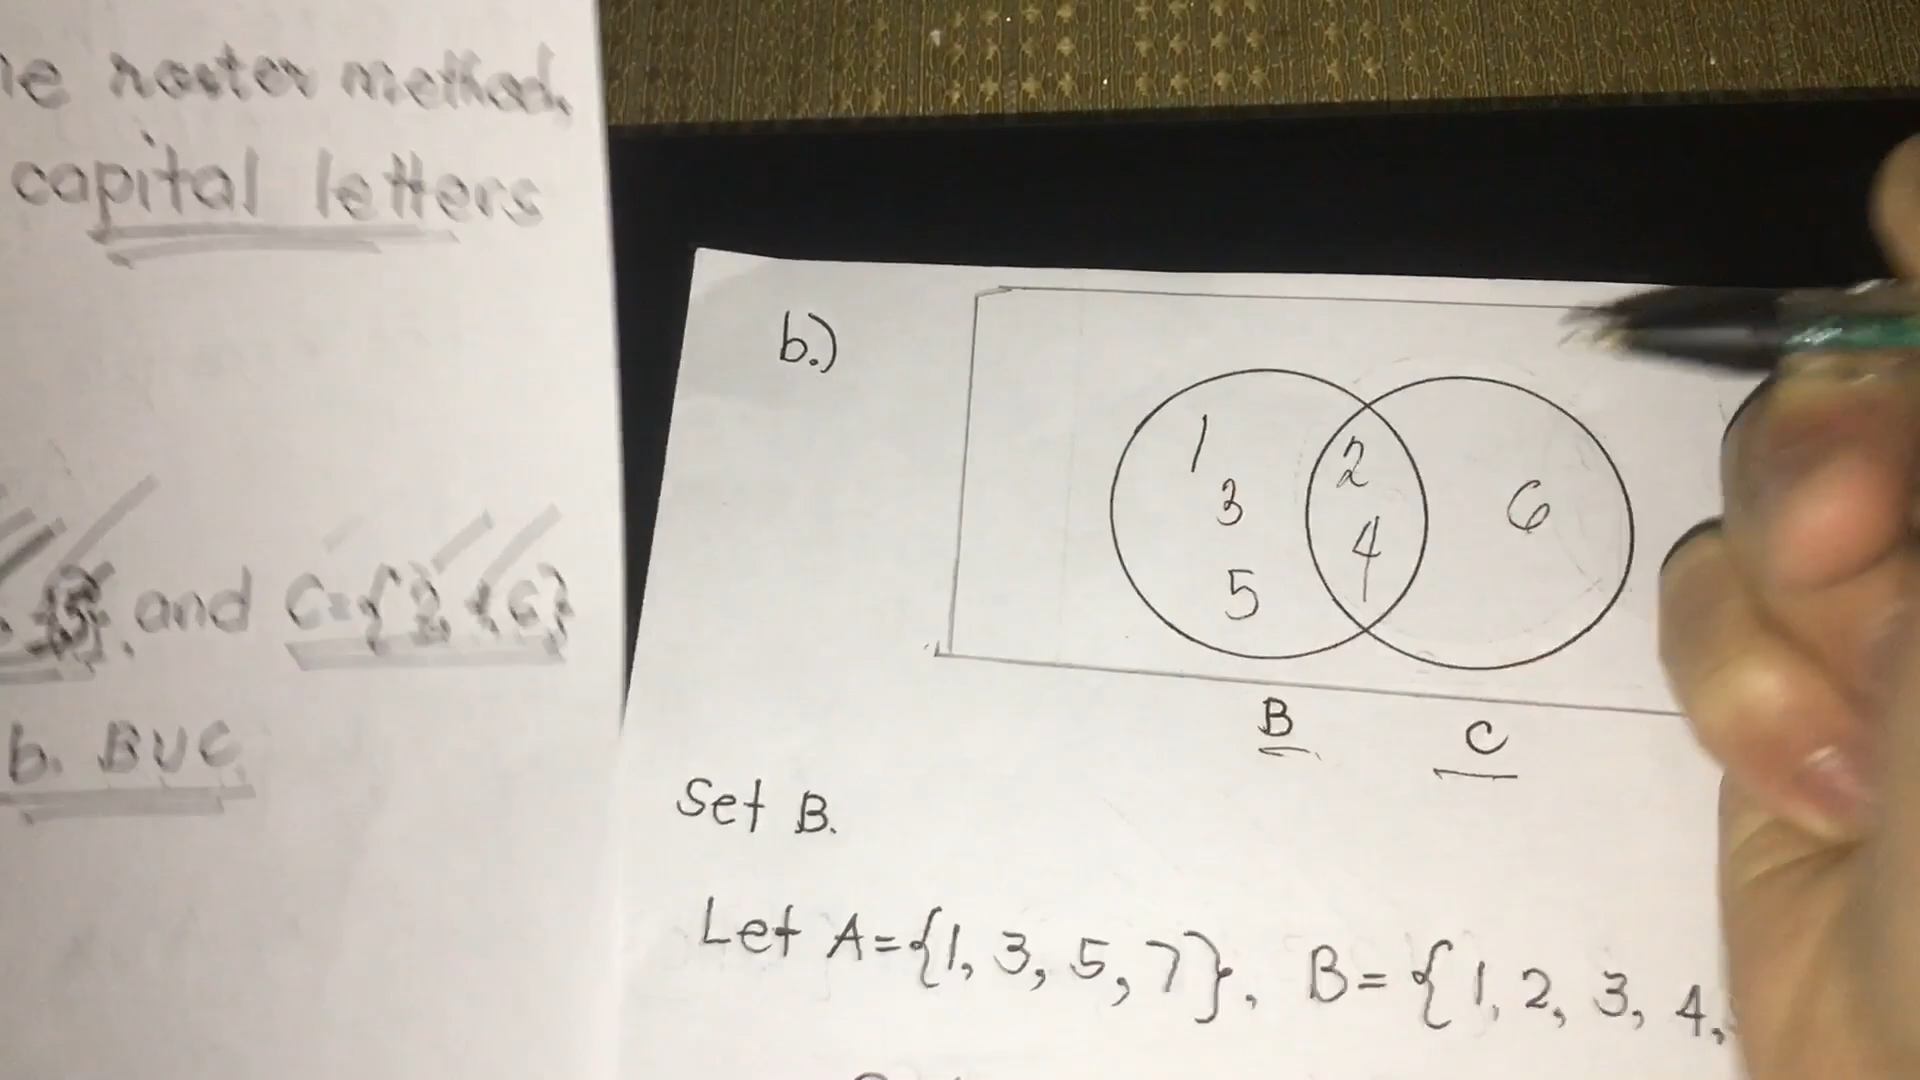 roster method,
capital letters
and C={2, 4 6}
b. B∪C
b.)
1 2
3 6
4
5
B C
Set B.
Let A={1, 3, 5, 7}, B= {1, 2, 3, 4,